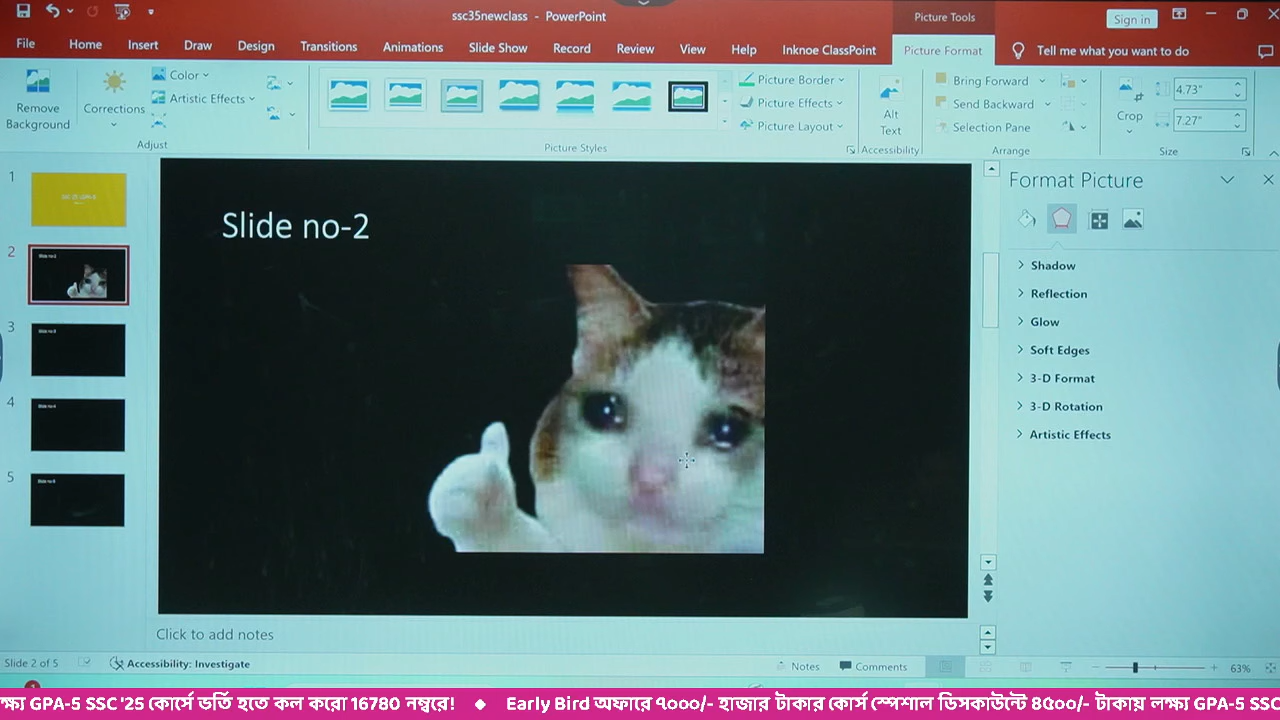 ssc35newclass - PowerPoint
Picture Tools
Sign in
File
Home
Insert
Draw
Design
Transitions
Animations
Slide Show
Record
Review
View
Help
Inknoe ClassPoint
Picture Format
Tell me what you want to do
Remove Background
Corrections
Color
Artistic Effects
Adjust
Picture Styles
Picture Border
Picture Effects
Picture Layout
Alt Text
Accessibility
Bring Forward
Send Backward
Selection Pane
Arrange
Crop
4.73"
7.27"
Size
1
2
3
4
5
Slide no-2
Format Picture
Shadow
Reflection
Glow
Soft Edges
3-D Format
3-D Rotation
Artistic Effects
Click to add notes
Slide 2 of 5
Accessibility: Investigate
Notes
Comments
63%
ক্ষ্য GPA-5 SSC '25 কোর্সে ভর্তি হতে কল করো 16780 নম্বরে! ◆ Early Bird অফারে ৭০০০/- হাজার টাকার কোর্স স্পেশাল ডিসকাউন্টে ৪৫০০/- টাকায় লক্ষ্য GPA-5 SSC